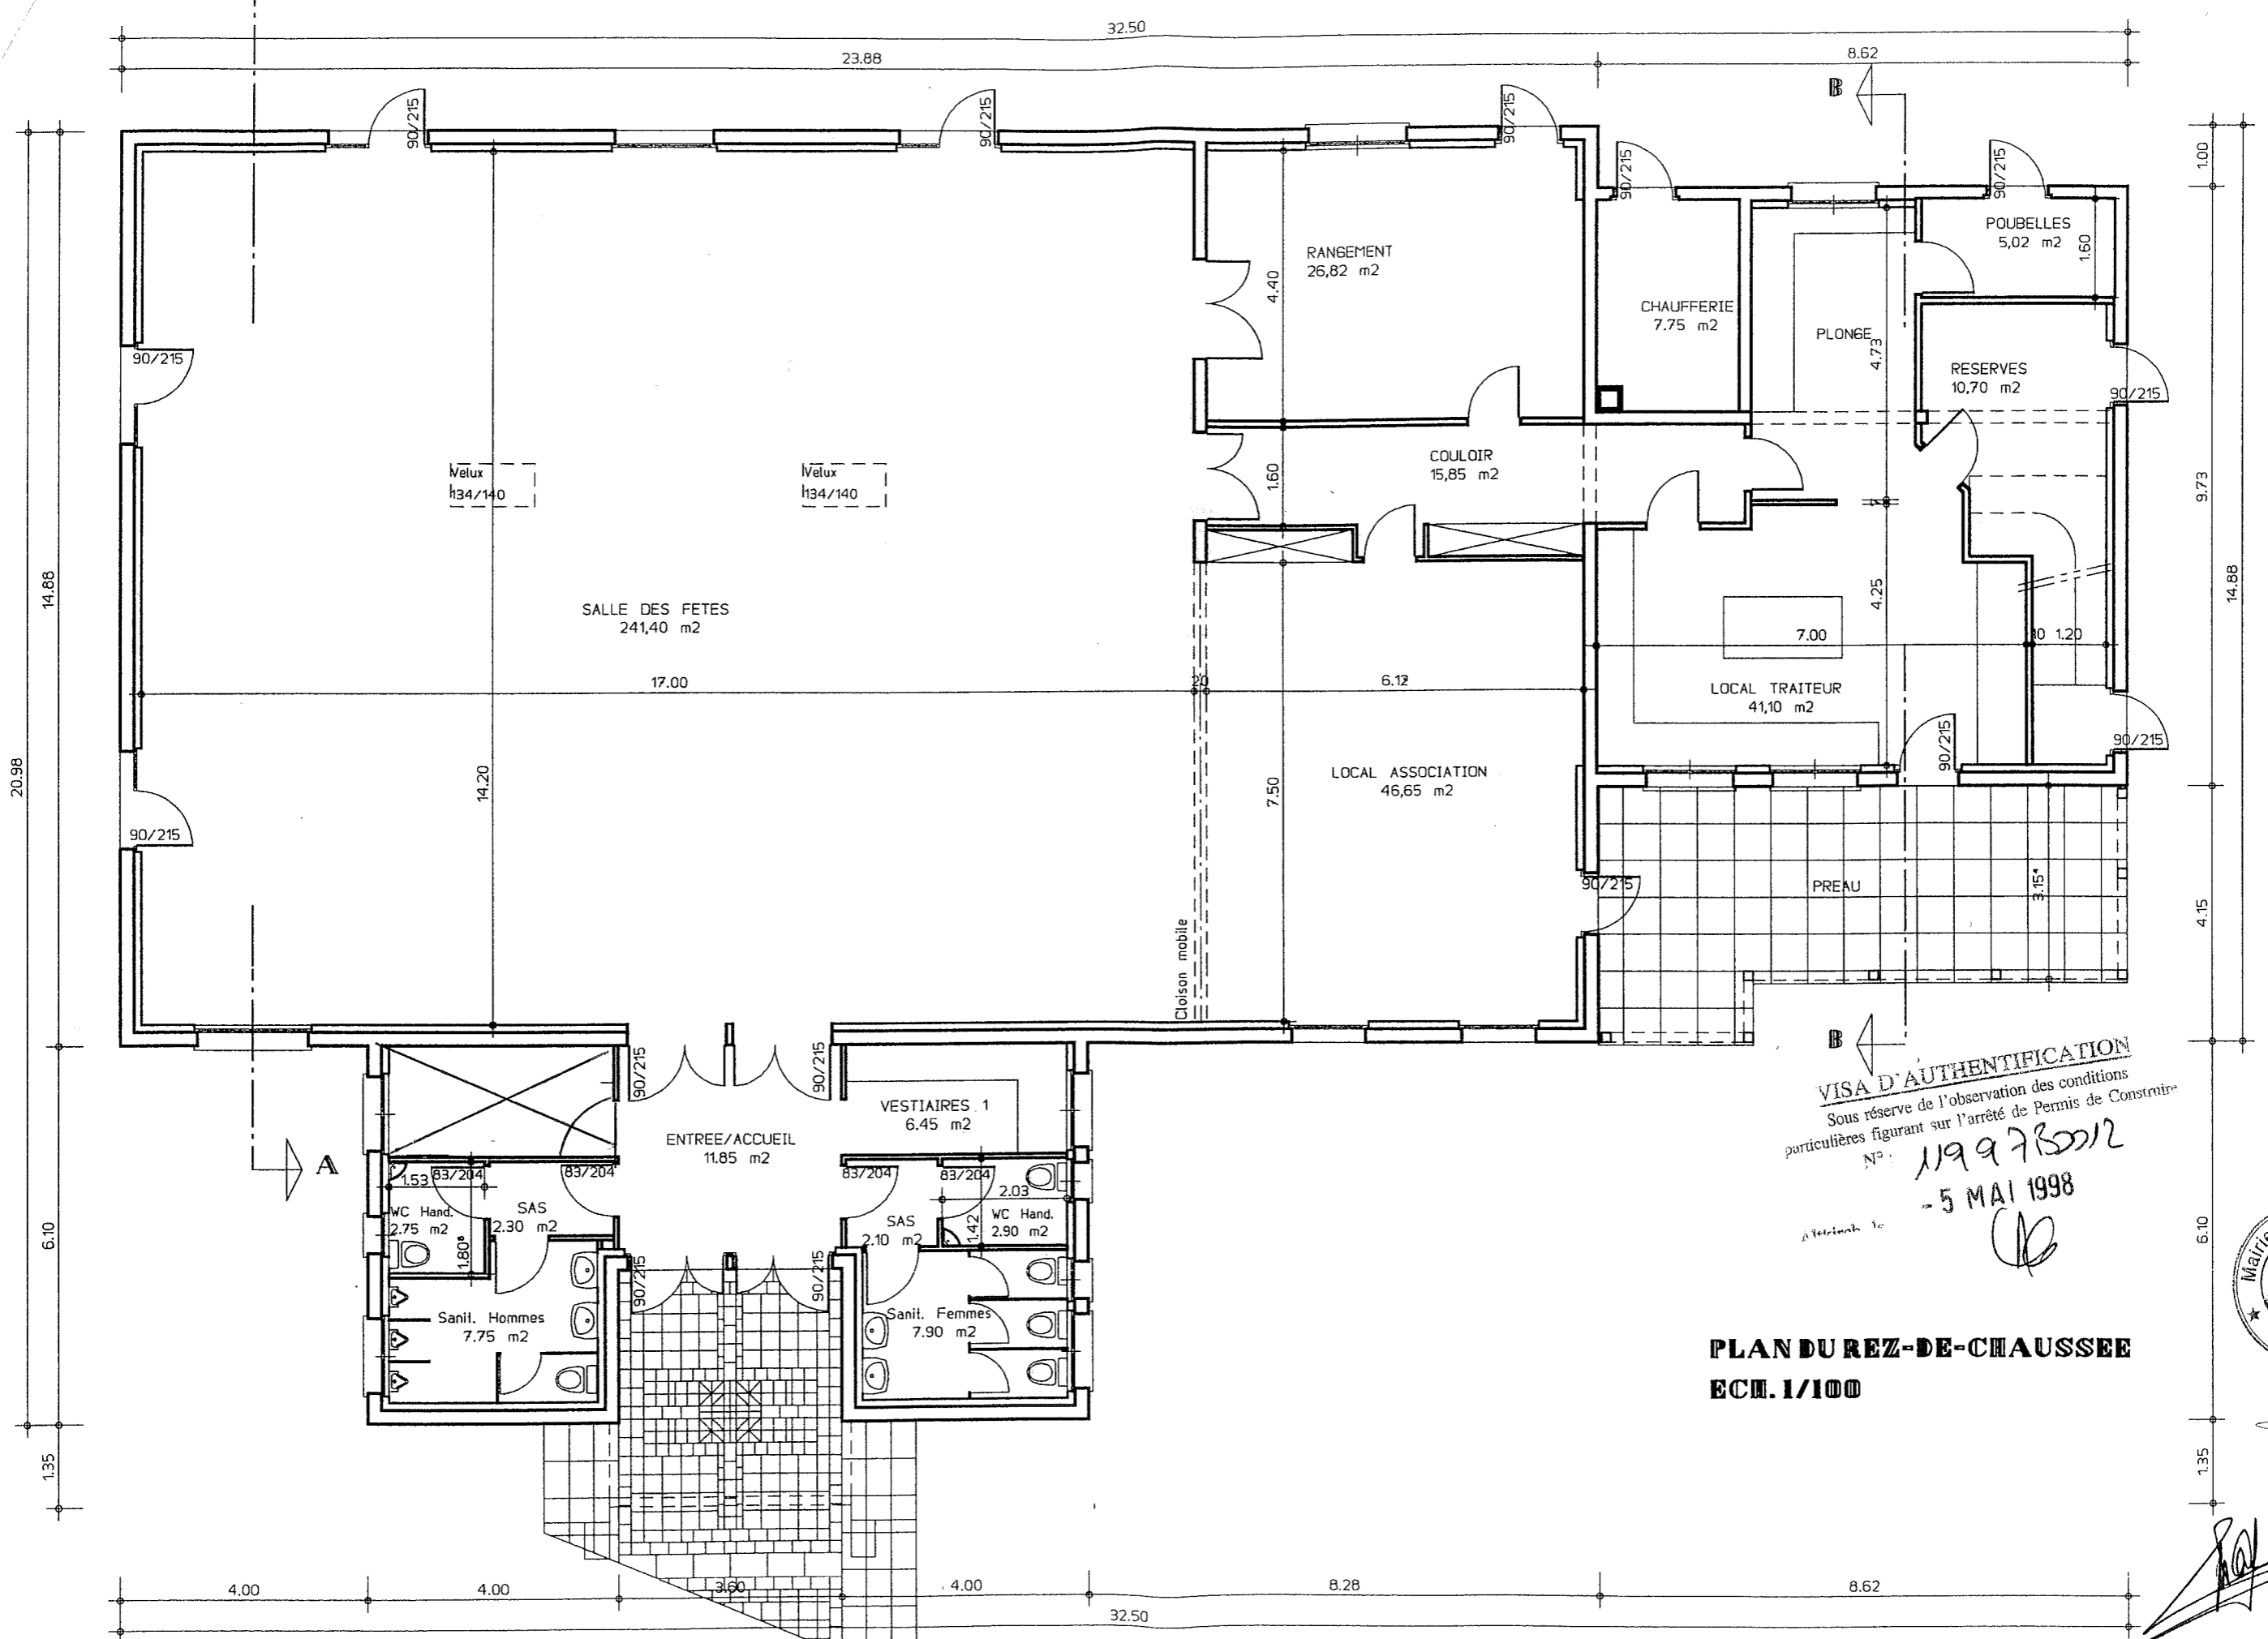 32.50
23.88
8.62
B
90/215
90/215
90/215
90/215
90/215
1.00
POUBELLES
5,02 m2
1.60
RANGEMENT
26,82 m2
4.40
CHAUFFERIE
7.75 m2
PLONGE
4.73
RESERVES
10,70 m2
90/215
90/215
Velux
134/140
Velux
134/140
COULOIR
15,85 m2
1.60
9.73
14.88
14.88
SALLE DES FETES
241,40 m2
4.25
7.00
10 1.20
17.00
20
6.12
LOCAL TRAITEUR
41,10 m2
90/215
90/215
20.98
14.20
7.50
LOCAL ASSOCIATION
46,65 m2
90/215
90/215
PREAU
3.15
4.15
Cloison mobile
B
90/215
90/215
VESTIAIRES 1
6.45 m2
ENTREE/ACCUEIL
11.85 m2
A
1.53
83/204
83/204
83/204
83/204
2.03
WC Hand.
2.75 m2
SAS
2.30 m2
1.80
SAS
2.10 m2
1.42
WC Hand.
2.90 m2
6.10
6.10
90/215
90/215
Sanit. Hommes
7.75 m2
Sanit. Femmes
7.90 m2
VISA D'AUTHENTIFICATION
Sous réserve de l'observation des conditions
particulières figurant sur l'arrêté de Permis de Construire
N°
- 5 MAI 1998
Mairie
PLAN DU REZ-DE-CHAUSSEE
ECH. 1/100
1.35
1.35
4.00
4.00
3.60
4.00
8.28
8.62
32.50